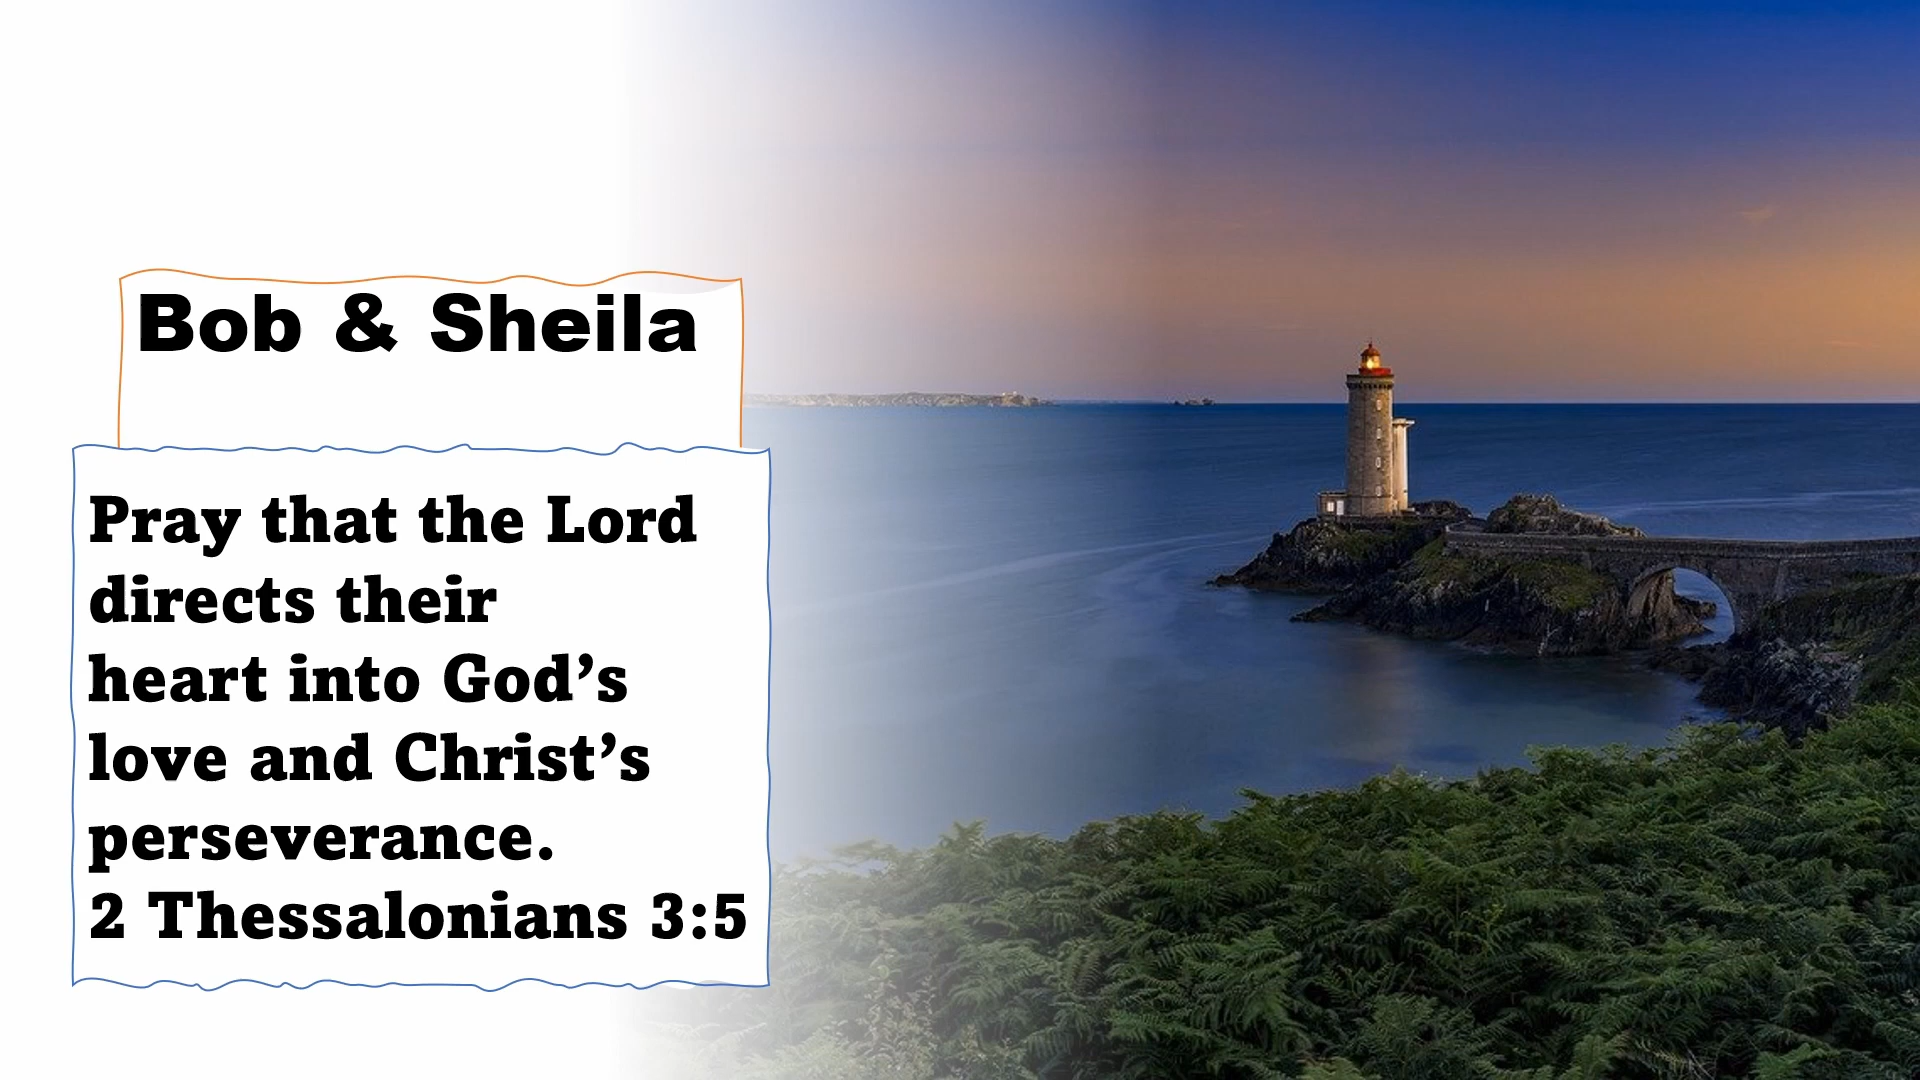 Bob & Sheila
Pray that the Lord
directs their
heart into God’s
love and Christ’s
perseverance.
2 Thessalonians 3:5